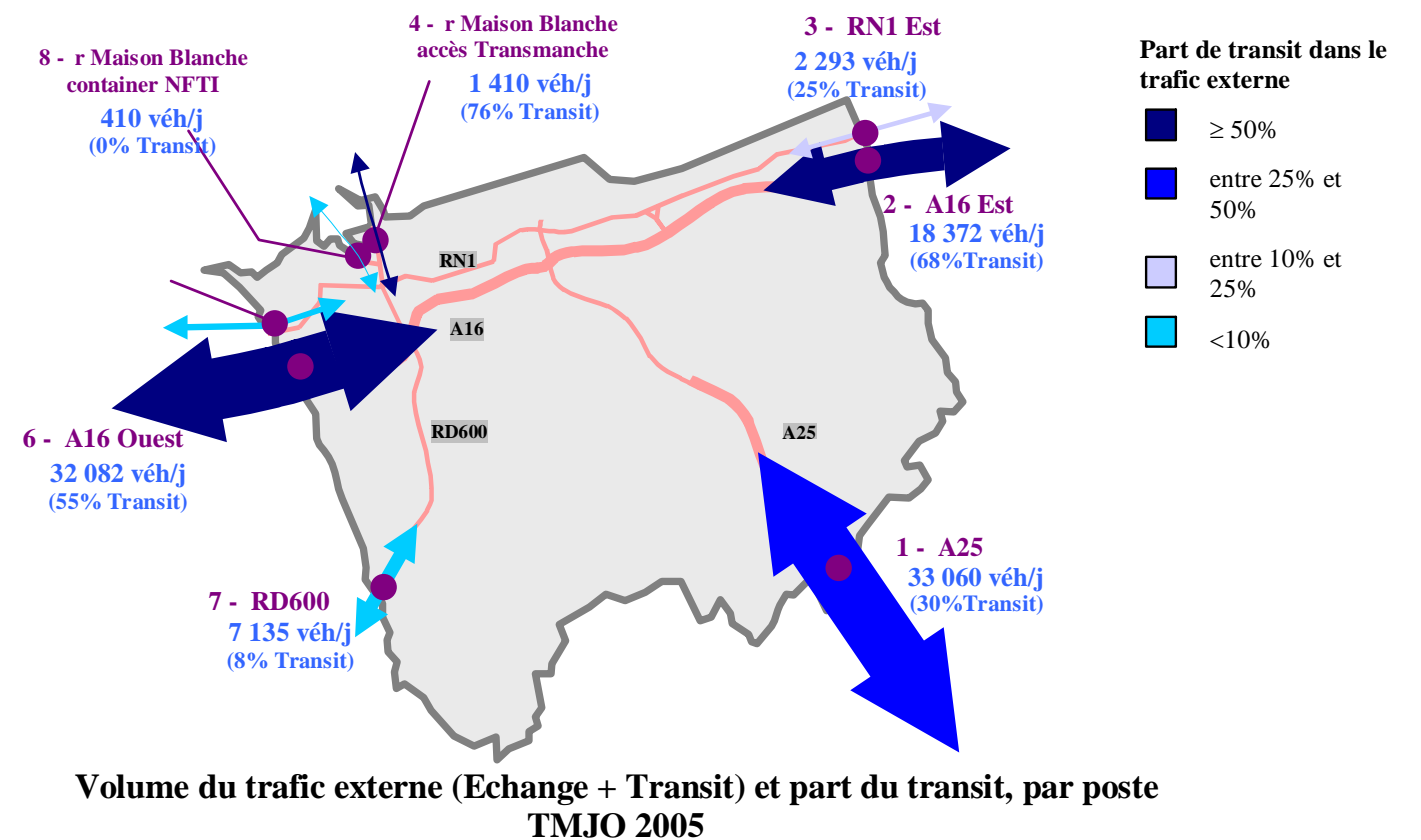 4 - r Maison Blanche
accès Transmanche
1 410 véh/j
(76% Transit)
3 - RN1 Est
2 293 véh/j
(25% Transit)
8 - r Maison Blanche
container NFTI
410 véh/j
(0% Transit)
Part de transit dans le
trafic externe
≥ 50%
entre 25% et
50%
entre 10% et
25%
<10%
2 - A16 Est
18 372 véh/j
(68%Transit)
RN1
A16
RD600
A25
6 - A16 Ouest
32 082 véh/j
(55% Transit)
1 - A25
33 060 véh/j
(30%Transit)
7 - RD600
7 135 véh/j
(8% Transit)
Volume du trafic externe (Echange + Transit) et part du transit, par poste
TMJO 2005